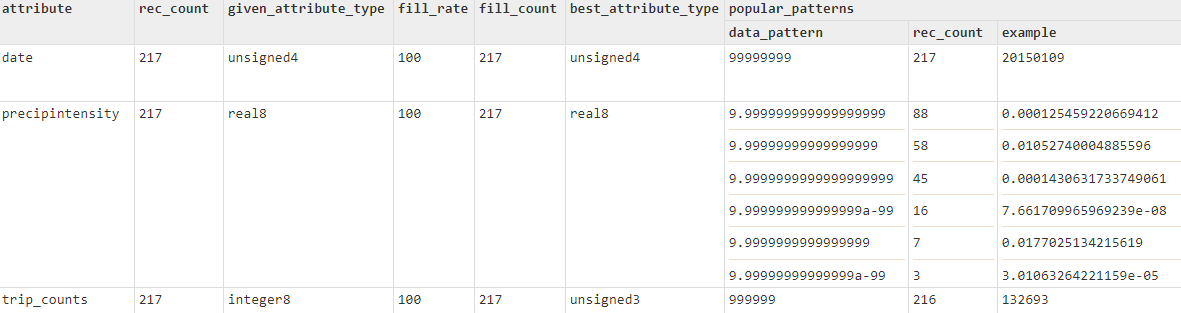 attribute rec_count given_attribute_type fill_rate fill_count best_attribute_type popular_patterns
data_pattern rec_count example
date 217 unsigned4 100 217 unsigned4 99999999 217 20150109
precipintensity 217 real8 100 217 real8 9.999999999999999999 88 0.000125459220669412
9.99999999999999999 58 0.01052740004885596
9.9999999999999999999 45 0.0001430631733749061
9.999999999999999a-99 16 7.661709965969239e-08
9.9999999999999999 7 0.0177025134215619
9.99999999999999a-99 3 3.01063264221159e-05
trip_counts 217 integer8 100 217 unsigned3 999999 216 132693